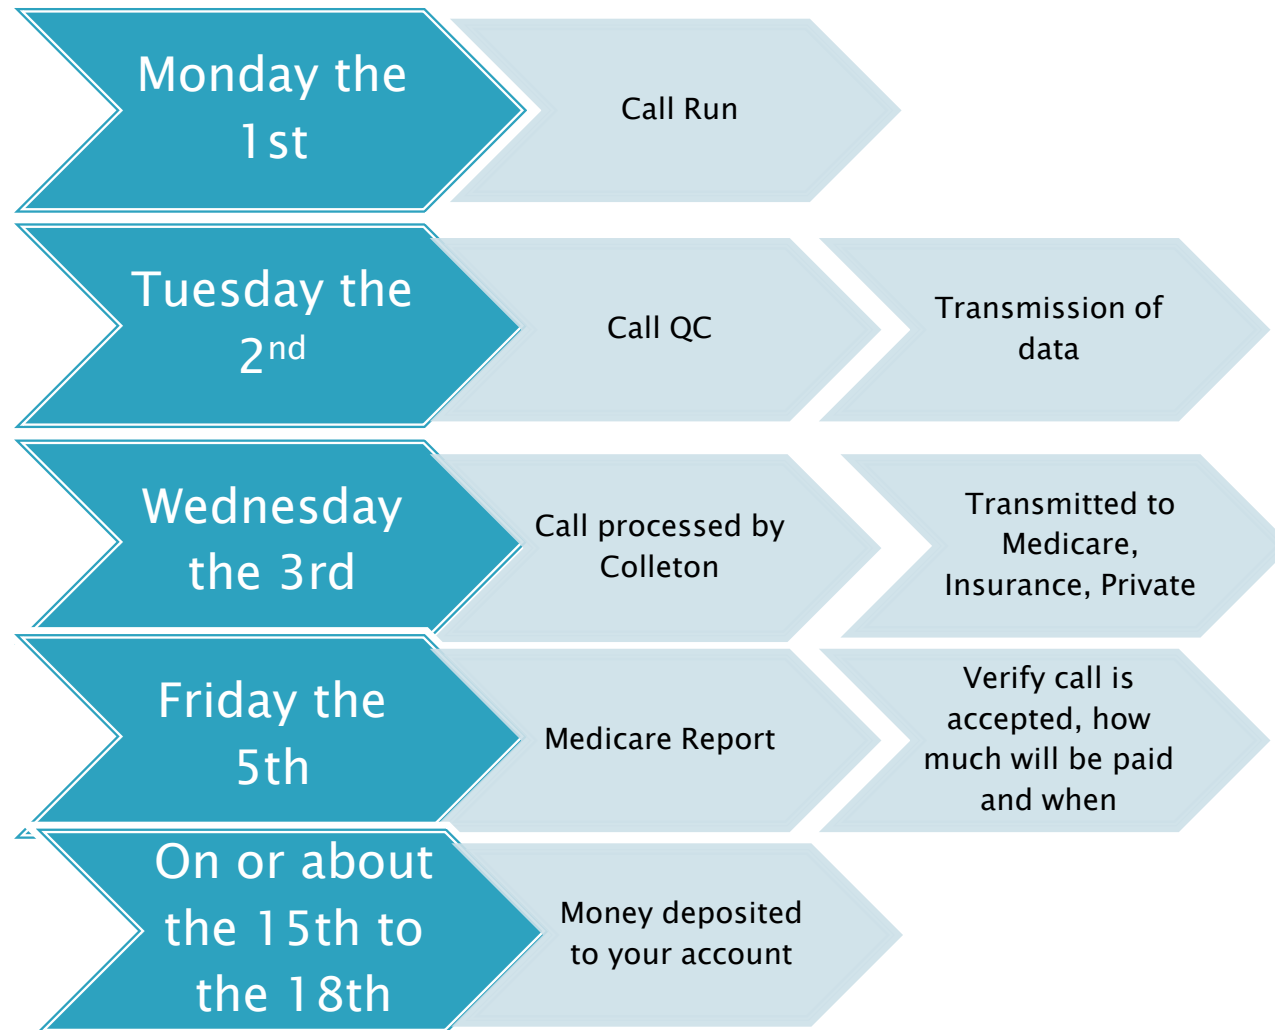 Monday the
1st
Call Run
Tuesday the
2nd
Call QC
Transmission of
data
Wednesday
the 3rd
Call processed by
Colleton
Transmitted to
Medicare,
Insurance, Private
Friday the
5th
Medicare Report
Verify call is
accepted, how
much will be paid
and when
On or about
the 15th to
the 18th
Money deposited
to your account